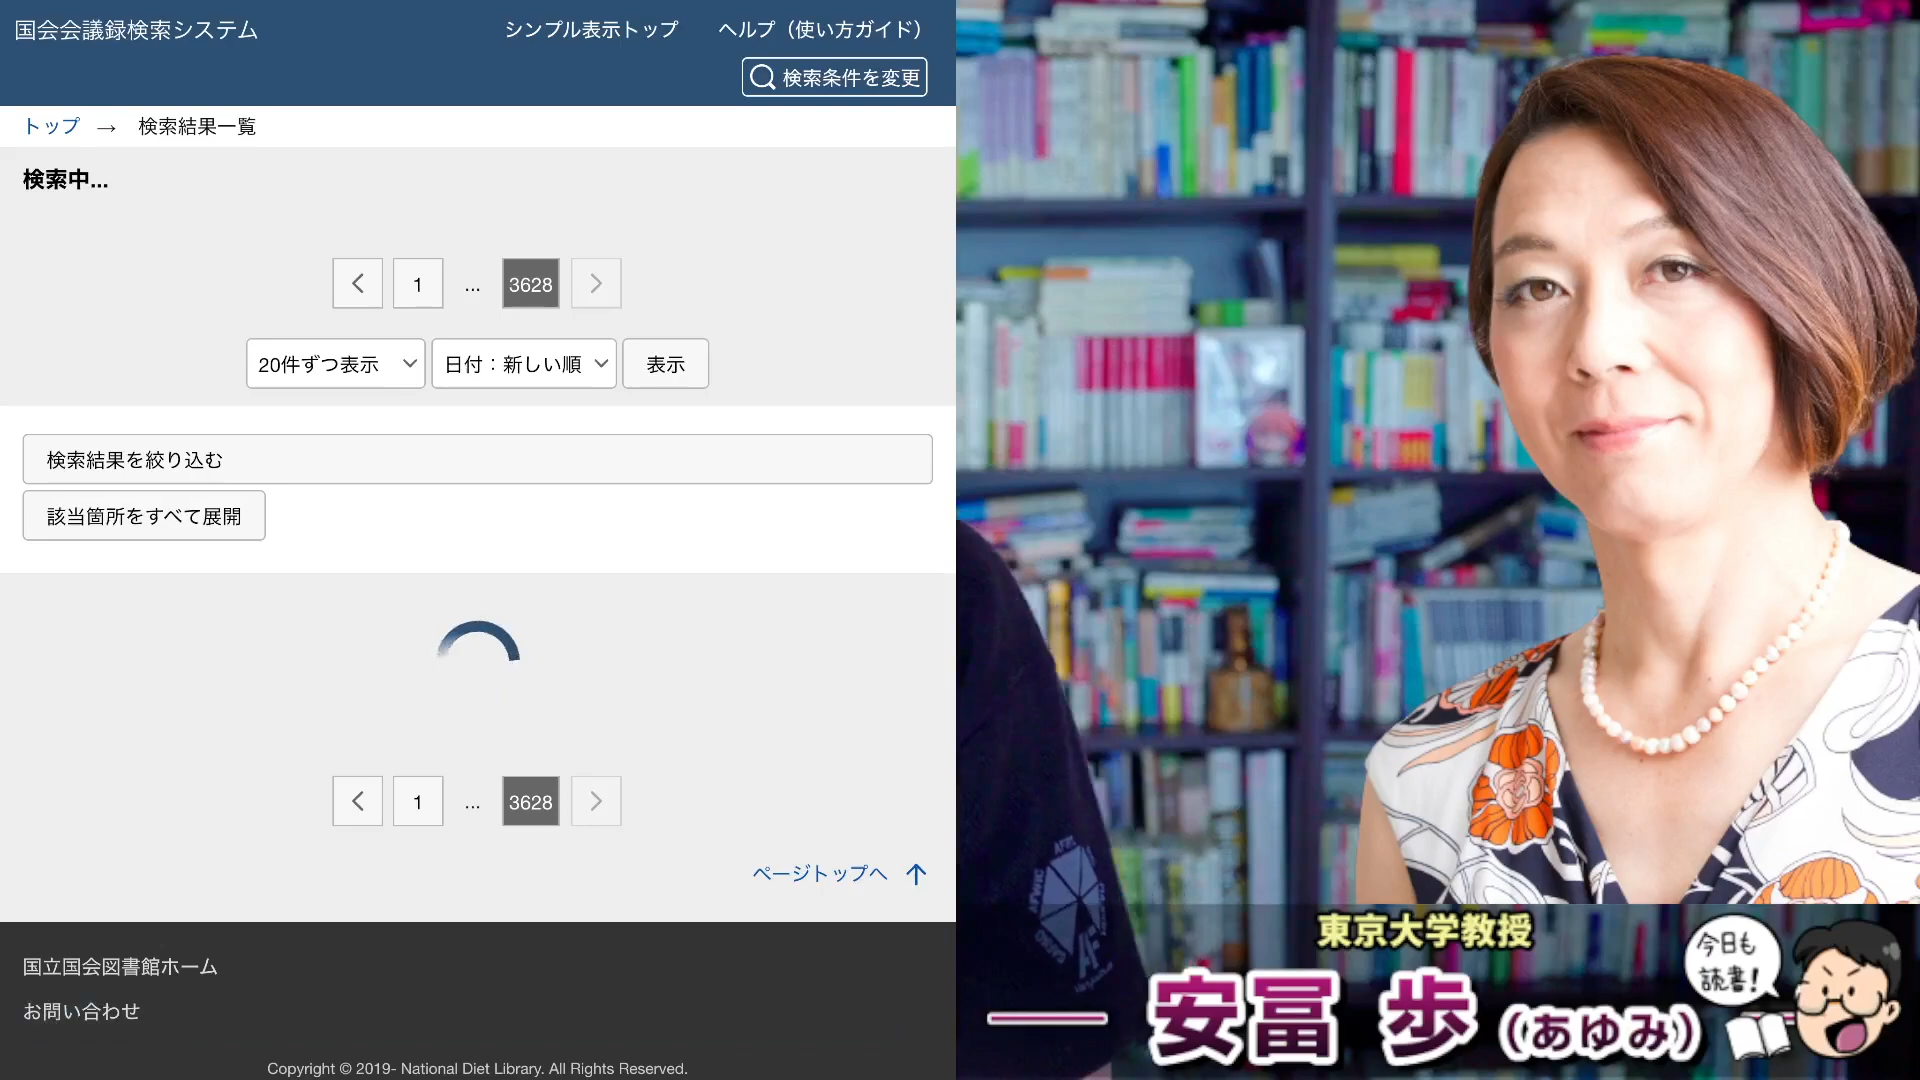 国会会議録検索システム
シンプル表示トップ
ヘルプ（使い方ガイド）
検索条件を変更
トップ → 検索結果一覧
検索中...
1 ... 3628
20件ずつ表示
日付：新しい順
表示
検索結果を絞り込む
該当箇所をすべて展開
1 ... 3628
ページトップへ ↑
国立国会図書館ホーム
お問い合わせ
Copyright © 2019- National Diet Library. All Rights Reserved.
東京大学教授
安冨 歩（あゆみ）
今日も
読書！